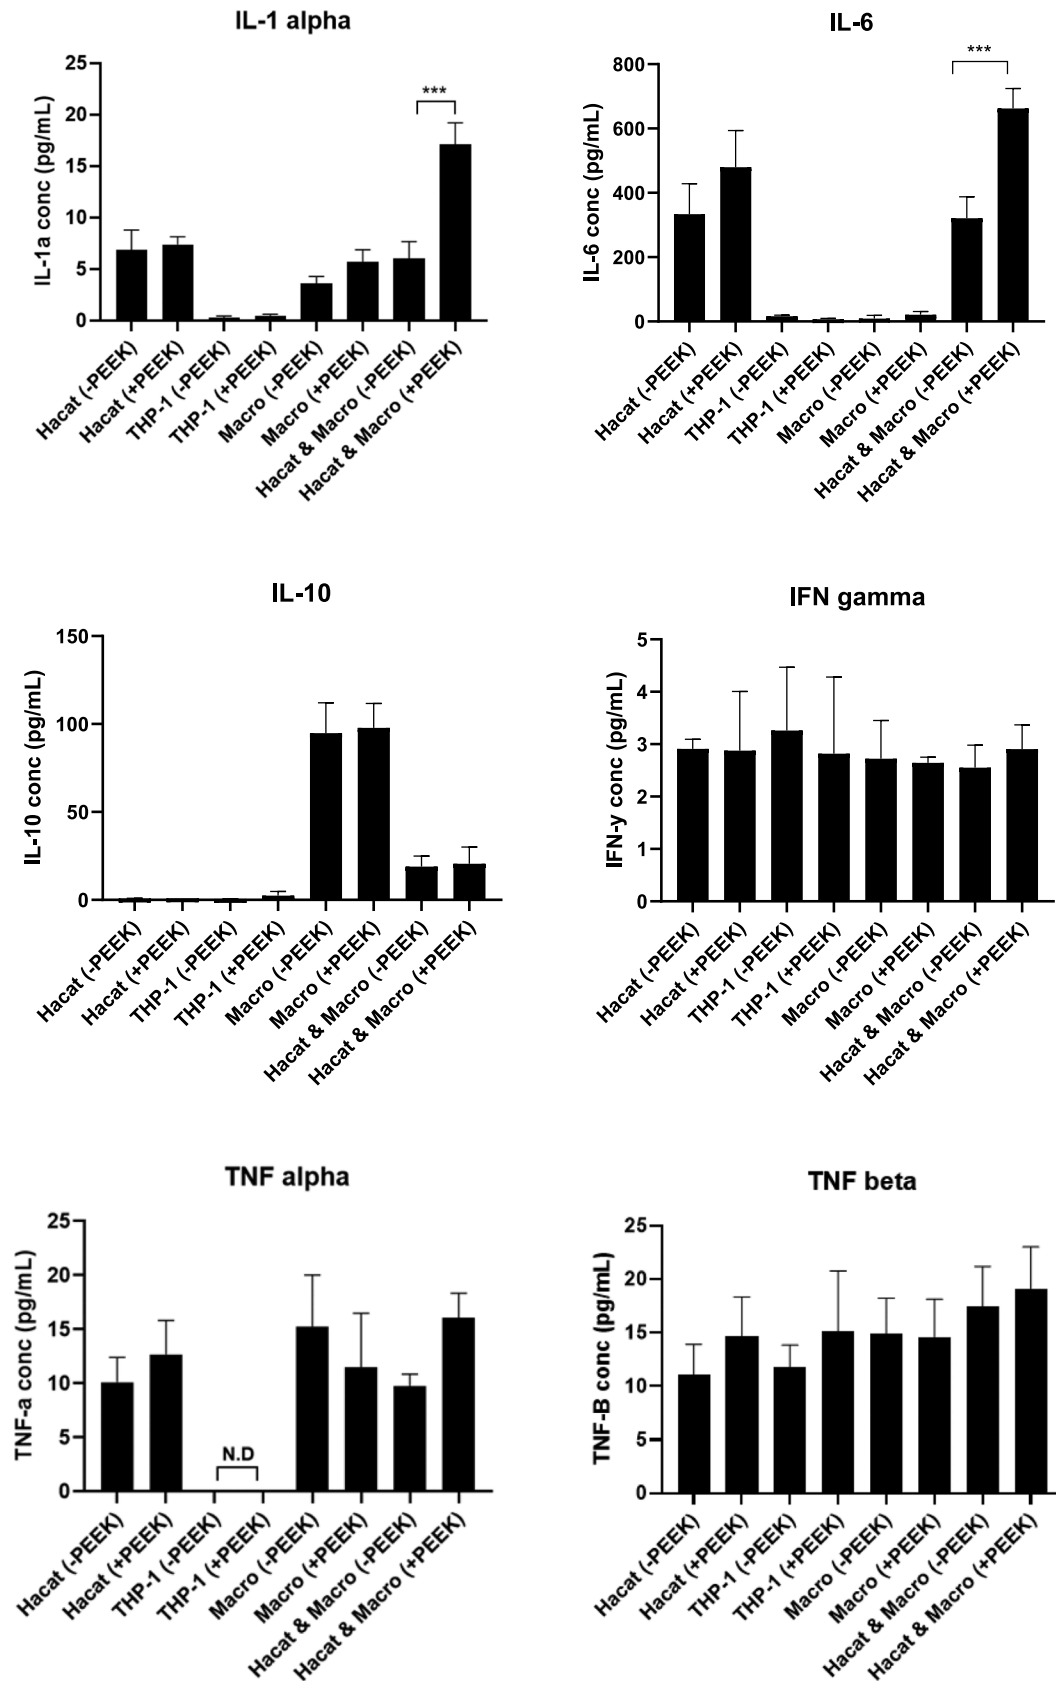 IL-1 alpha
IL-1a conc (pg/mL)
25
20
15
10
5
0
***
Hacat (-PEEK)
Hacat (+PEEK)
THP-1 (-PEEK)
THP-1 (+PEEK)
Macro (-PEEK)
Macro (+PEEK)
Hacat & Macro (-PEEK)
Hacat & Macro (+PEEK)
IL-6
IL-6 conc (pg/mL)
800
600
400
200
0
***
Hacat (-PEEK)
Hacat (+PEEK)
THP-1 (-PEEK)
THP-1 (+PEEK)
Macro (-PEEK)
Macro (+PEEK)
Hacat & Macro (-PEEK)
Hacat & Macro (+PEEK)
IL-10
IL-10 conc (pg/mL)
150
100
50
0
Hacat (-PEEK)
Hacat (+PEEK)
THP-1 (-PEEK)
THP-1 (+PEEK)
Macro (-PEEK)
Macro (+PEEK)
Hacat & Macro (-PEEK)
Hacat & Macro (+PEEK)
IFN gamma
IFN-y conc (pg/mL)
5
4
3
2
1
0
Hacat (-PEEK)
Hacat (+PEEK)
THP-1 (-PEEK)
THP-1 (+PEEK)
Macro (-PEEK)
Macro (+PEEK)
Hacat & Macro (-PEEK)
Hacat & Macro (+PEEK)
TNF alpha
TNF-a conc (pg/mL)
25
20
15
10
5
0
N.D
Hacat (-PEEK)
Hacat (+PEEK)
THP-1 (-PEEK)
THP-1 (+PEEK)
Macro (-PEEK)
Macro (+PEEK)
Hacat & Macro (-PEEK)
Hacat & Macro (+PEEK)
TNF beta
TNF-B conc (pg/mL)
25
20
15
10
5
0
Hacat (-PEEK)
Hacat (+PEEK)
THP-1 (-PEEK)
THP-1 (+PEEK)
Macro (-PEEK)
Macro (+PEEK)
Hacat & Macro (-PEEK)
Hacat & Macro (+PEEK)